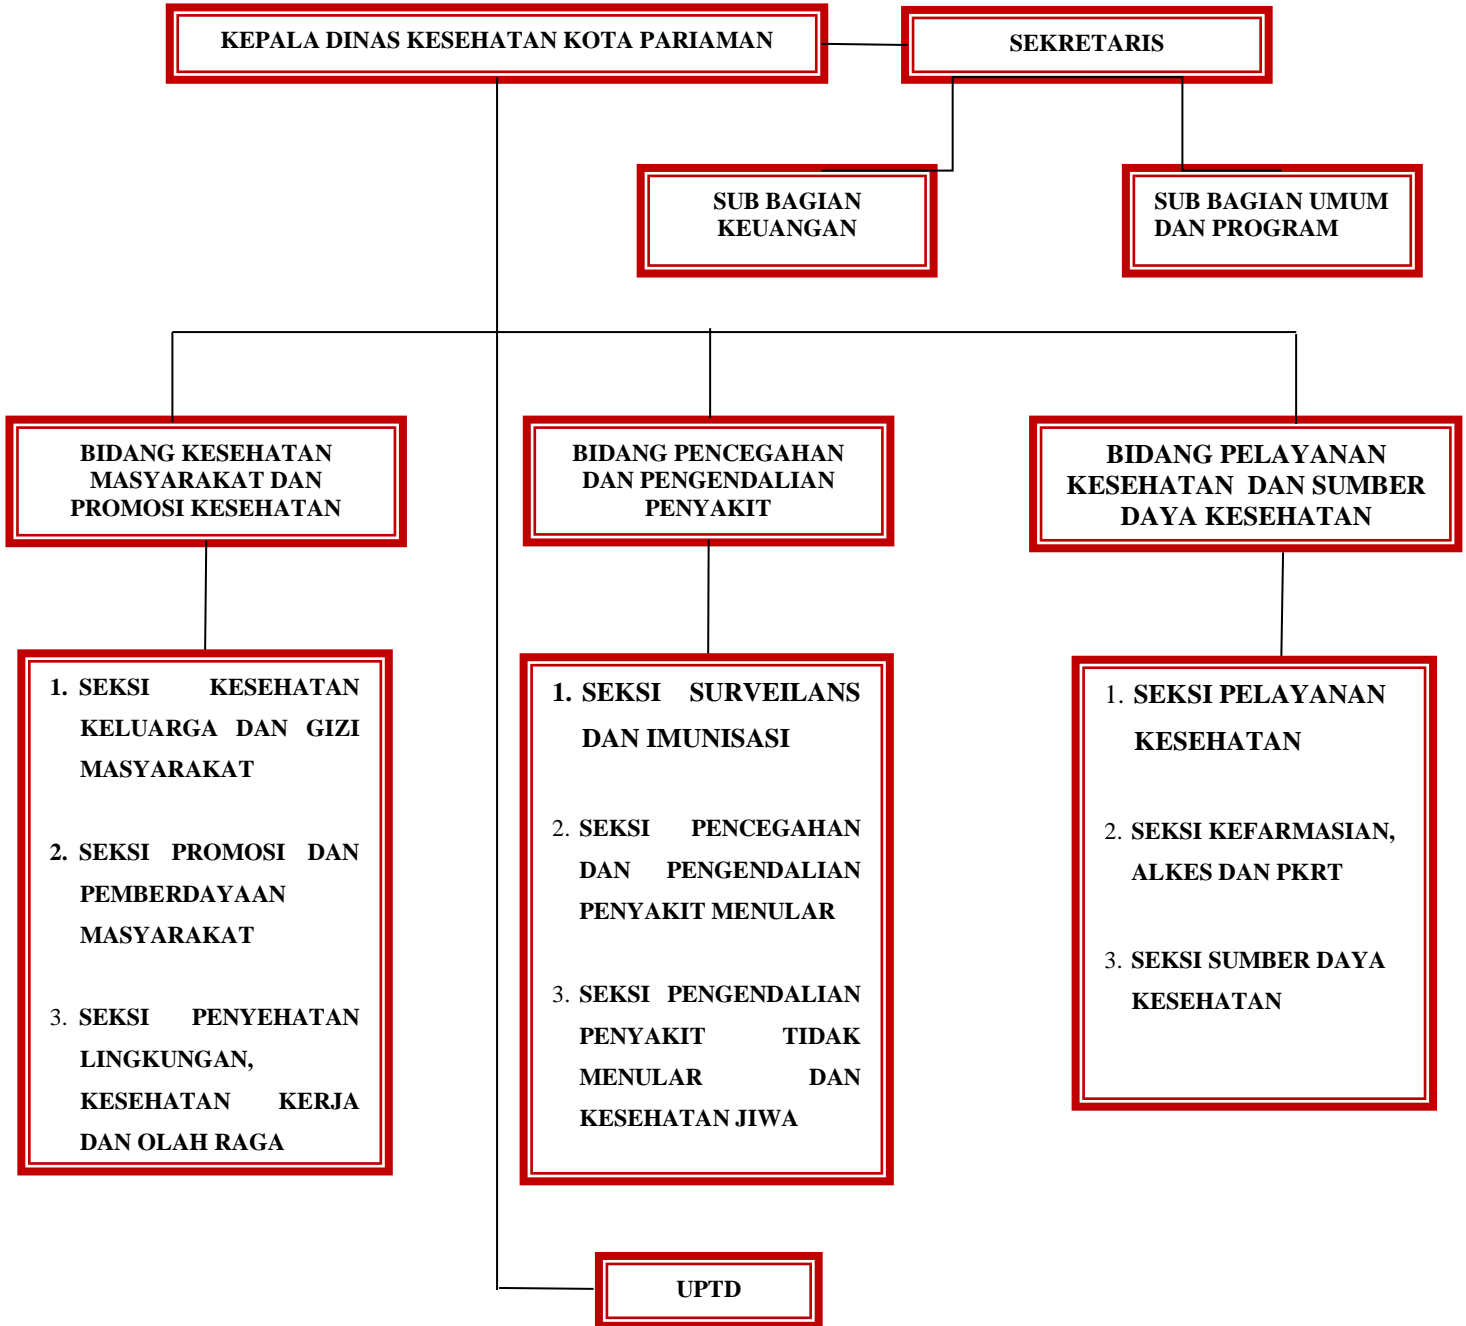 KEPALA DINAS KESEHATAN KOTA PARIAMAN
SEKRETARIS
SUB BAGIAN
KEUANGAN
SUB BAGIAN UMUM
DAN PROGRAM
BIDANG KESEHATAN
MASYARAKAT DAN
PROMOSI KESEHATAN
BIDANG PENCEGAHAN
DAN PENGENDALIAN
PENYAKIT
BIDANG PELAYANAN
KESEHATAN DAN SUMBER
DAYA KESEHATAN
1. SEKSI KESEHATAN
KELUARGA DAN GIZI
MASYARAKAT
2. SEKSI PROMOSI DAN
PEMBERDAYAAN
MASYARAKAT
3. SEKSI PENYEHATAN
LINGKUNGAN,
KESEHATAN KERJA
DAN OLAH RAGA
1. SEKSI SURVEILANS
DAN IMUNISASI
2. SEKSI PENCEGAHAN
DAN PENGENDALIAN
PENYAKIT MENULAR
3. SEKSI PENGENDALIAN
PENYAKIT TIDAK
MENULAR DAN
KESEHATAN JIWA
1. SEKSI PELAYANAN
KESEHATAN
2. SEKSI KEFARMASIAN,
ALKES DAN PKRT
3. SEKSI SUMBER DAYA
KESEHATAN
UPTD